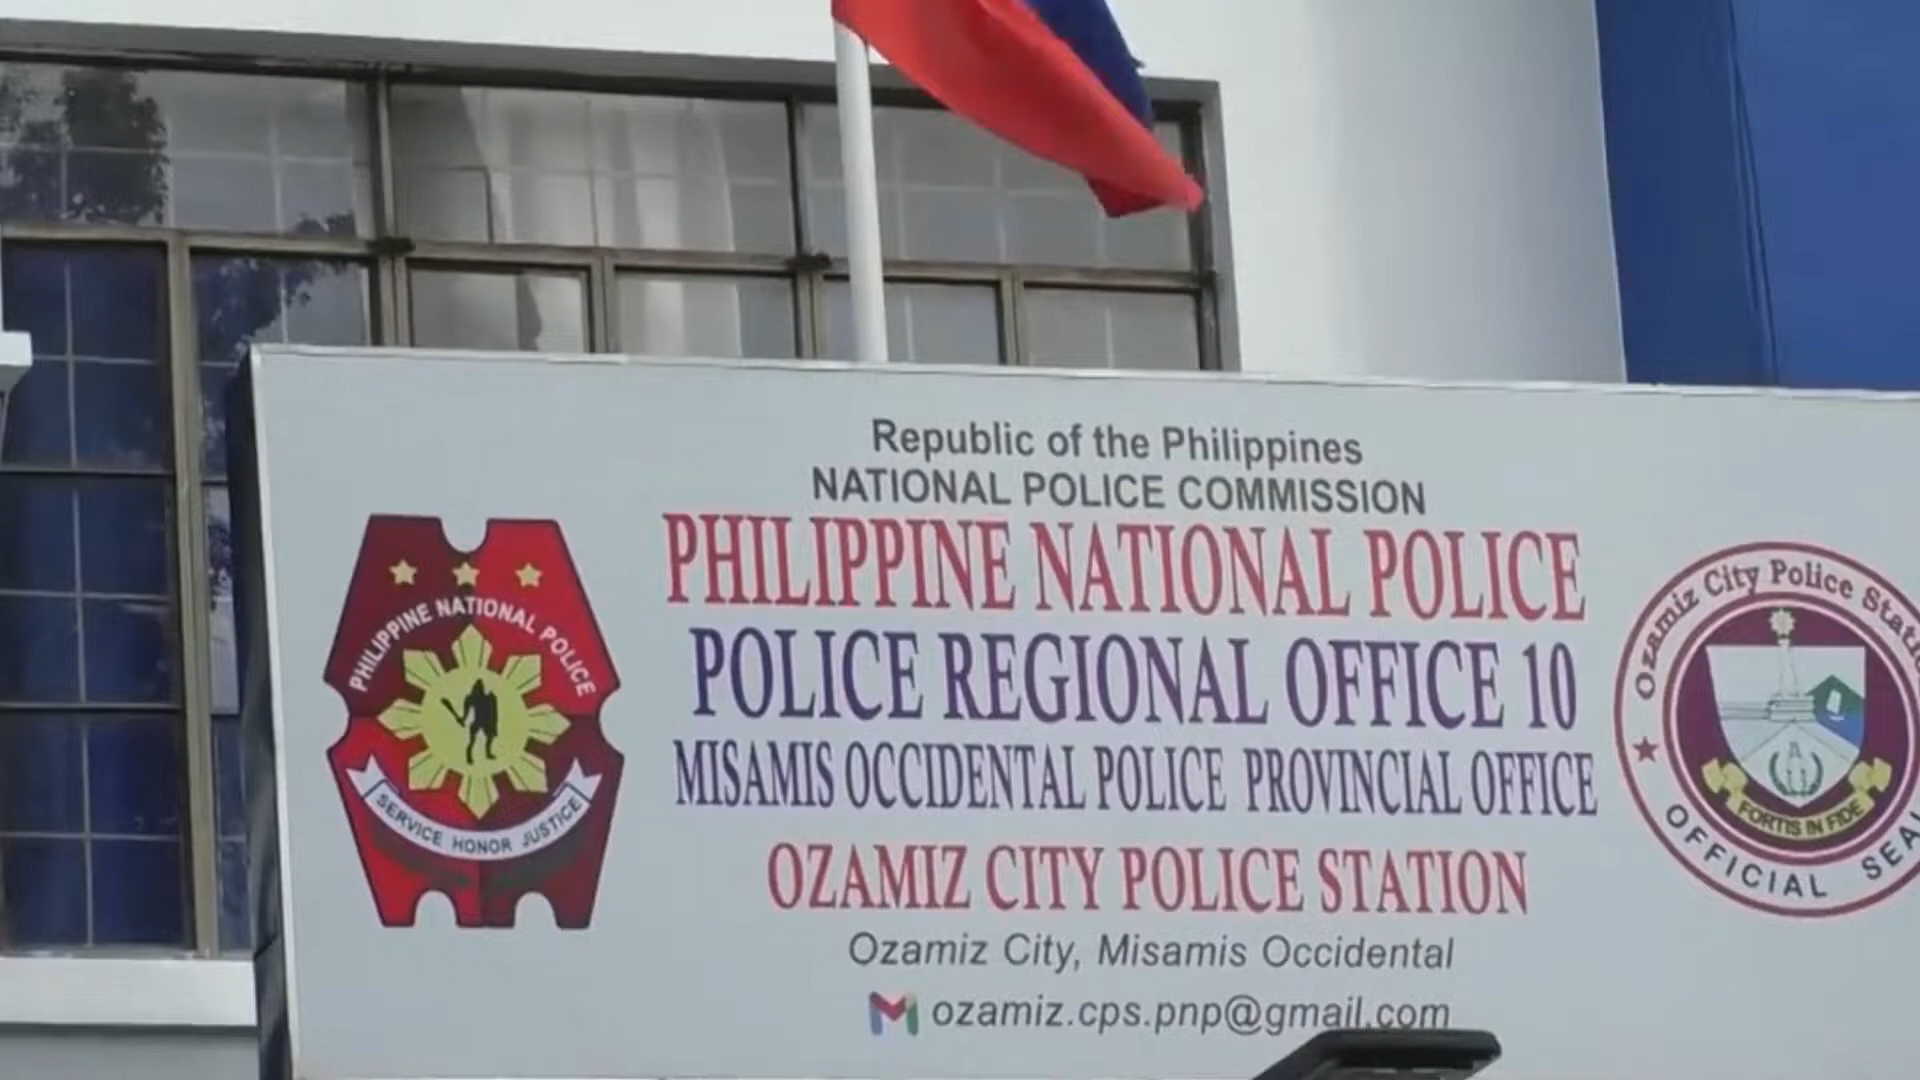 Republic of the Philippines
NATIONAL POLICE COMMISSION
PHILIPPINE NATIONAL POLICE
POLICE REGIONAL OFFICE 10
MISAMIS OCCIDENTAL POLICE PROVINCIAL OFFICE
OZAMIZ CITY POLICE STATION
Ozamiz City, Misamis Occidental
ozamiz.cps.pnp@gmail.com
PHILIPPINE NATIONAL POLICE
SERVICE HONOR JUSTICE
Ozamiz City Police Stati
FORTIS IN FIDE
OFFICIAL SEAL